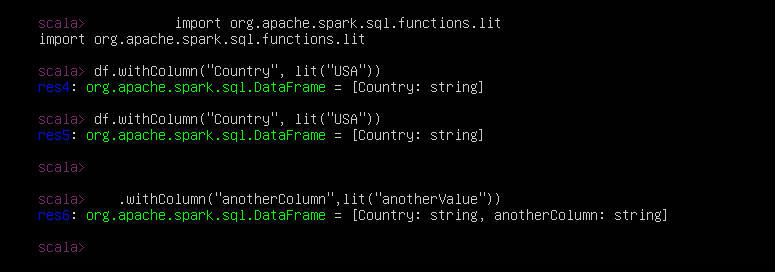 scala> import org.apache.spark.sql.functions.lit
import org.apache.spark.sql.functions.lit
scala> df.withColumn("Country", lit("USA"))
res4: org.apache.spark.sql.DataFrame = [Country: string]
scala> df.withColumn("Country", lit("USA"))
res5: org.apache.spark.sql.DataFrame = [Country: string]
scala>
scala> .withColumn("anotherColumn",lit("anotherValue"))
res6: org.apache.spark.sql.DataFrame = [Country: string, anotherColumn: string]
scala>